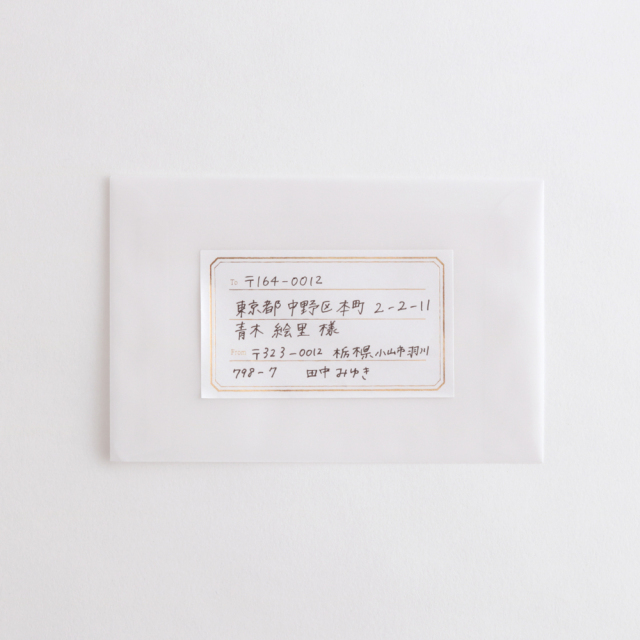 To 〒164-0012
東京都中野区本町 2-2-11
青木 絵里 様
From 〒323-0012 栃木県小山市羽川
798-7 田中みゆき